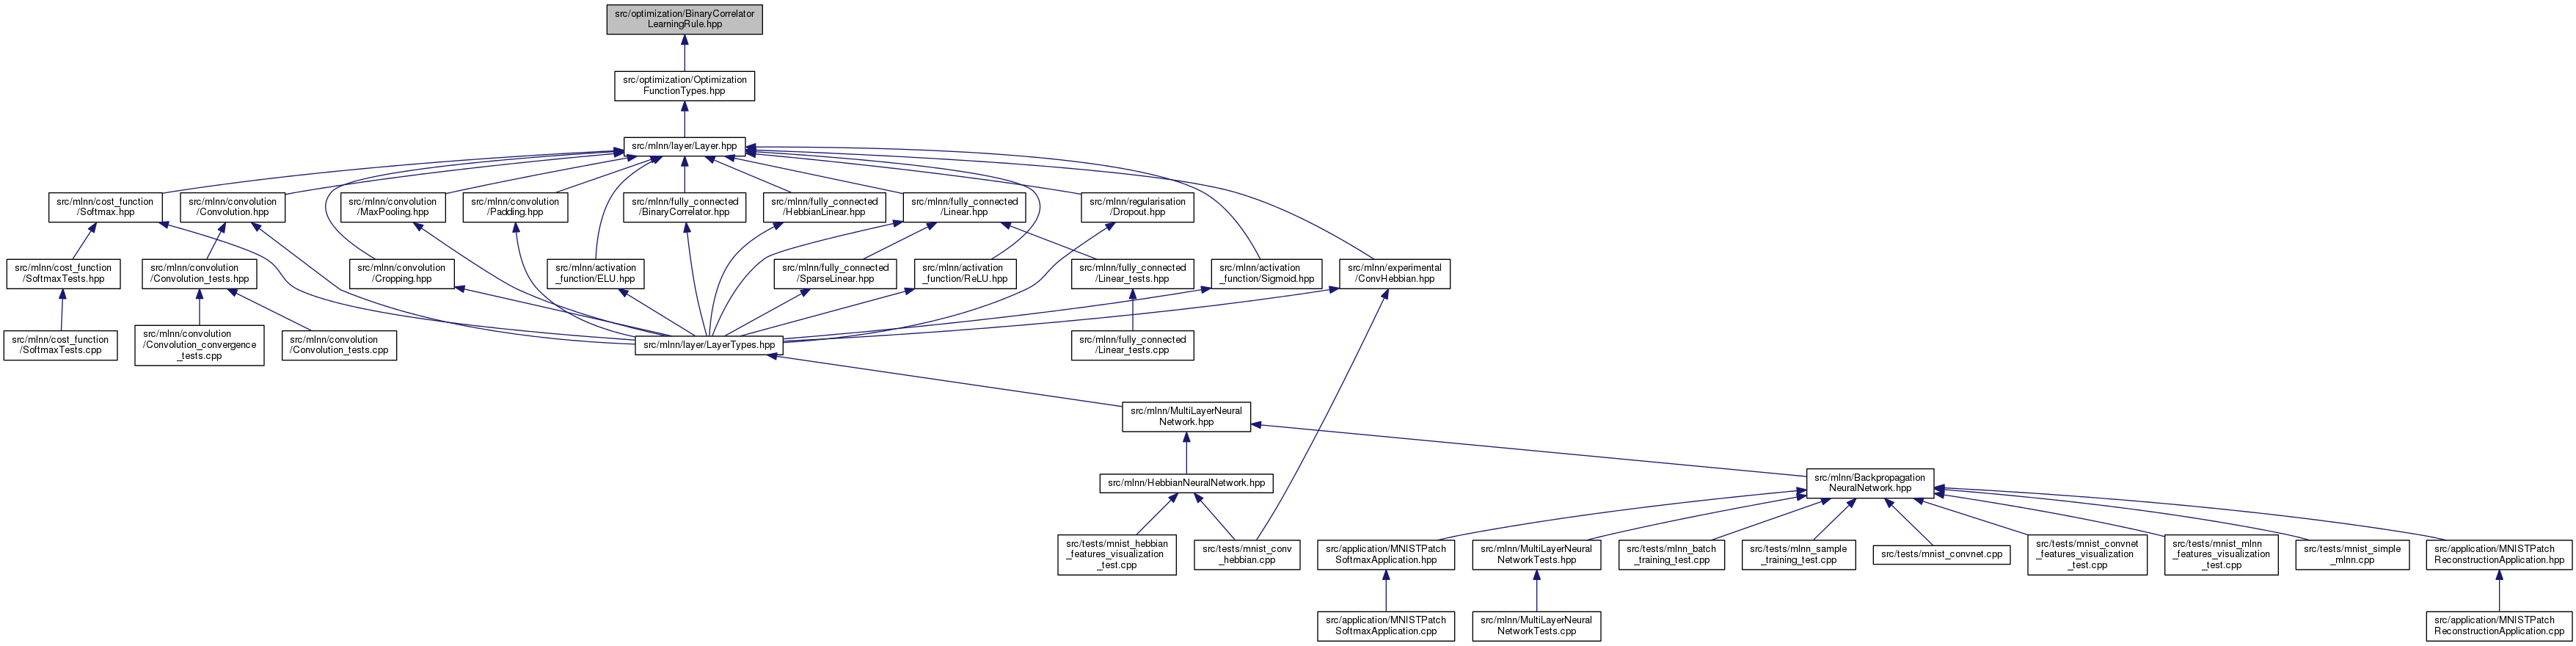 src/optimization/BinaryCorrelator
LearningRule.hpp
src/optimization/Optimization
FunctionTypes.hpp
src/mlnn/layer/Layer.hpp
src/mlnn/cost_function
/Softmax.hpp
src/mlnn/convolution
/Convolution.hpp
src/mlnn/convolution
/MaxPooling.hpp
src/mlnn/convolution
/Padding.hpp
src/mlnn/fully_connected
/BinaryCorrelator.hpp
src/mlnn/fully_connected
/HebbianLinear.hpp
src/mlnn/fully_connected
/Linear.hpp
src/mlnn/regularisation
/Dropout.hpp
src/mlnn/cost_function
/SoftmaxTests.hpp
src/mlnn/convolution
/Convolution_tests.hpp
src/mlnn/convolution
/Cropping.hpp
src/mlnn/activation
_function/ELU.hpp
src/mlnn/fully_connected
/SparseLinear.hpp
src/mlnn/activation
_function/ReLU.hpp
src/mlnn/fully_connected
/Linear_tests.hpp
src/mlnn/activation
_function/Sigmoid.hpp
src/mlnn/experimental
/ConvHebbian.hpp
src/mlnn/cost_function
/SoftmaxTests.cpp
src/mlnn/convolution
/Convolution_convergence
_tests.cpp
src/mlnn/convolution
/Convolution_tests.cpp
src/mlnn/layer/LayerTypes.hpp
src/mlnn/fully_connected
/Linear_tests.cpp
src/mlnn/MultiLayerNeural
Network.hpp
src/mlnn/HebbianNeuralNetwork.hpp
src/mlnn/Backpropagation
NeuralNetwork.hpp
src/tests/mnist_hebbian
_features_visualization
_test.cpp
src/tests/mnist_conv
_hebbian.cpp
src/application/MNISTPatch
SoftmaxApplication.hpp
src/mlnn/MultiLayerNeural
NetworkTests.hpp
src/tests/mlnn_batch
_training_test.cpp
src/tests/mlnn_sample
_training_test.cpp
src/tests/mnist_convnet.cpp
src/tests/mnist_convnet
_features_visualization
_test.cpp
src/tests/mnist_mlnn
_features_visualization
_test.cpp
src/tests/mnist_simple
_mlnn.cpp
src/application/MNISTPatch
ReconstructionApplication.hpp
src/application/MNISTPatch
SoftmaxApplication.cpp
src/mlnn/MultiLayerNeural
NetworkTests.cpp
src/application/MNISTPatch
ReconstructionApplication.cpp